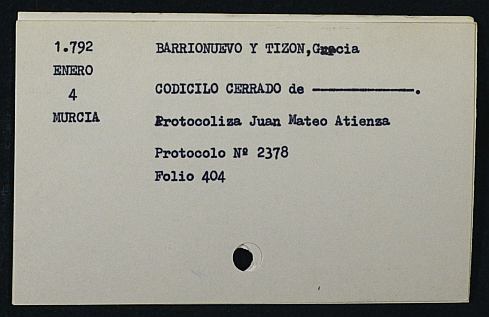 1.792
ENERO
4
MURCIA
BARRIONUEVO Y TIZON, Gracia
CODICILO CERRADO de ————————.
Protocoliza Juan Mateo Atienza
Protocolo Nº 2378
Folio 404